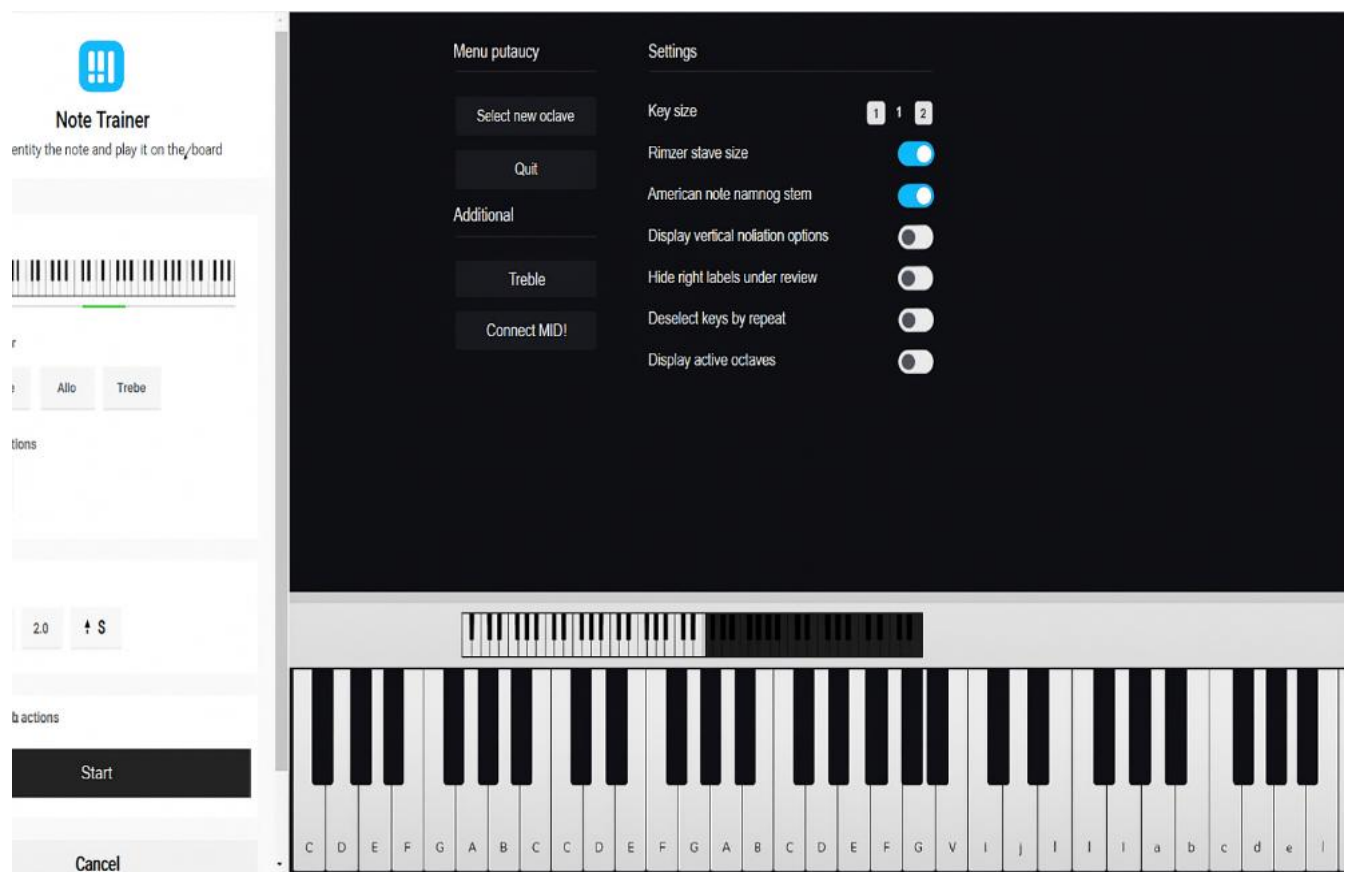 Note Trainer
entity the note and play it on the/board
r
Allo
Trebe
tions
2.0
S
b actions
Start
Cancel
Menu putaucy
Select new octave
Quit
Additional
Treble
Connect MID!
Settings
Key size 1 1 2
Rimzer stave size
American note namnog stem
Display vertical noliation options
Hide right labels under review
Deselect keys by repeat
Display active octaves
C D E F G A B C C D E F G A B C D E F G V I j I I I a b c d e l